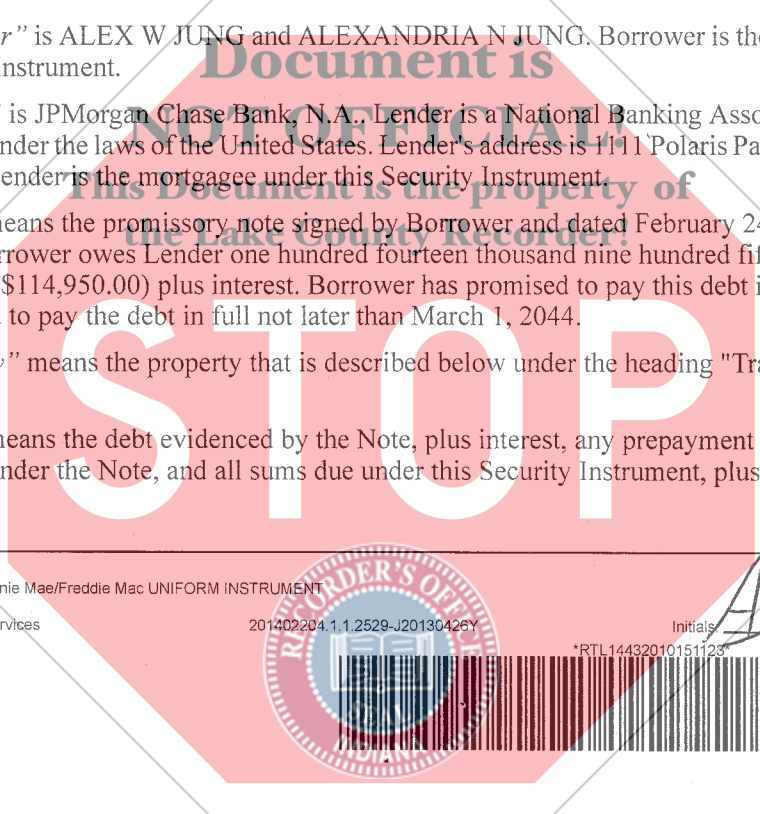 r" is ALEX W JUNG and ALEXANDRIA N JUNG. Borrower is the
Instrument.
Document is
" is JPMorgan Chase Bank, N.A.. Lender is a National Banking Asso
NOT OFFICIAL!
nder the laws of the United States. Lender's address is 1111 Polaris Pa
ender is the mortgagee under this Security Instrument.
This Document is the property of
eans the promissory note signed by Borrower and dated February 24
the Lake County Recorder!
rrower owes Lender one hundred fourteen thousand nine hundred fif
$114,950.00) plus interest. Borrower has promised to pay this debt i
to pay the debt in full not later than March 1, 2044.
y" means the property that is described below under the heading "Tra
STOP
eans the debt evidenced by the Note, plus interest, any prepayment
nder the Note, and all sums due under this Security Instrument, plus
nie Mae/Freddie Mac UNIFORM INSTRUMENT
rvices
201402204.1.1.2529-J20130426Y
Initials:
*RTL14432010151123*
RECORDER'S OFFICE
SEAL
INDIANA